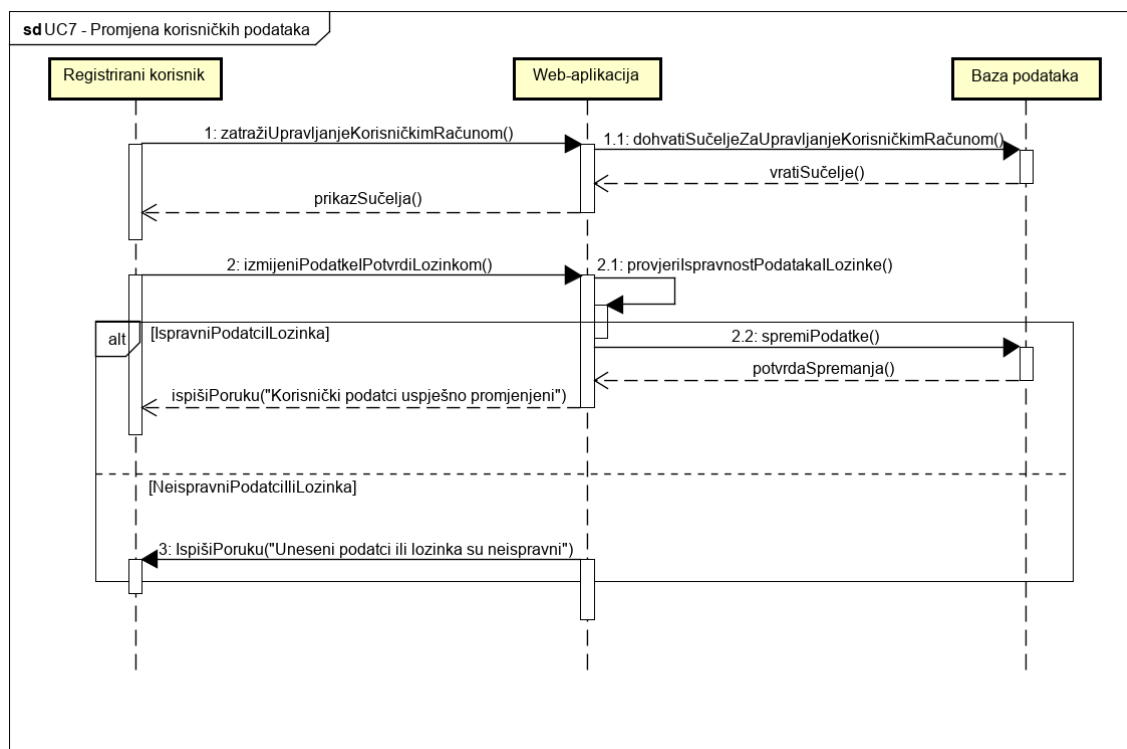 sd UC7 - Promjena korisničkih podataka
Registrirani korisnik
Web-aplikacija
Baza podataka
1: zatražiUpravljanjeKorisničkimRačunom()
1.1: dohvatiSučeljeZaUpravljanjeKorisničkimRačunom()
vratiSučelje()
prikazSučelja()
2: izmijeniPodatkeIPotvrdiLozinkom()
2.1: provjeriIspravnostPodatakaILozinke()
alt
[IspravniPodatciILozinka]
2.2: spremiPodatke()
potvrdaSpremanja()
ispišiPoruku("Korisnički podatci uspješno promjenjeni")
[NeispravniPodatciIliLozinka]
3: IspišiPoruku("Uneseni podatci ili lozinka su neispravni")